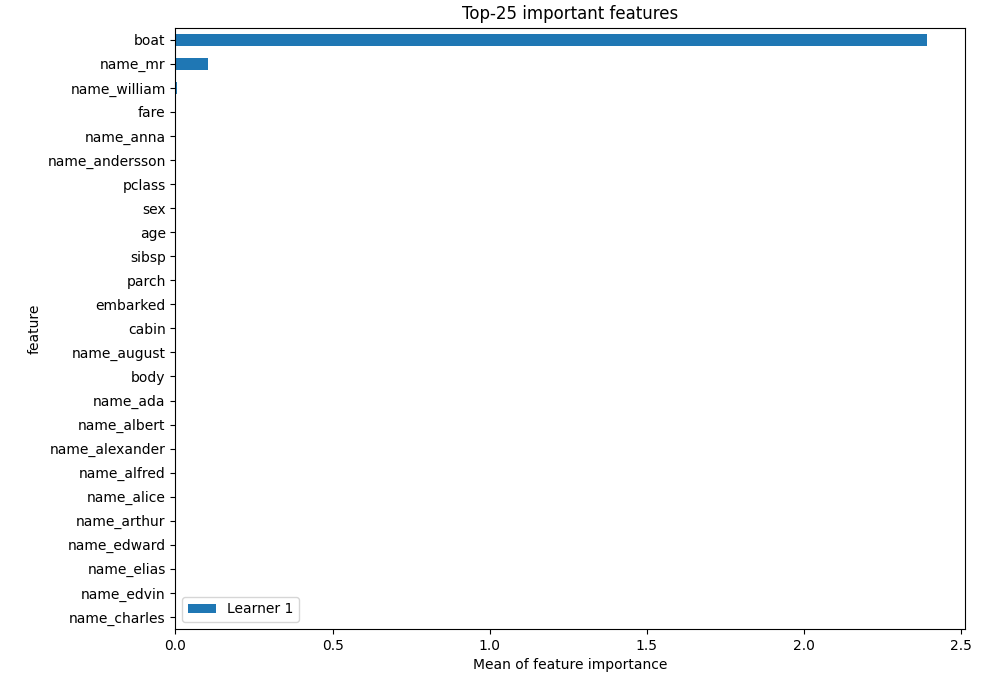 Top-25 important features
boat
name_mr
name_william
fare
name_anna
name_andersson
pclass
sex
age
sibsp
parch
embarked
cabin
name_august
body
name_ada
name_albert
name_alexander
name_alfred
name_alice
name_arthur
name_edward
name_elias
name_edvin
name_charles
feature
Learner 1
0.0 0.5 1.0 1.5 2.0 2.5
Mean of feature importance